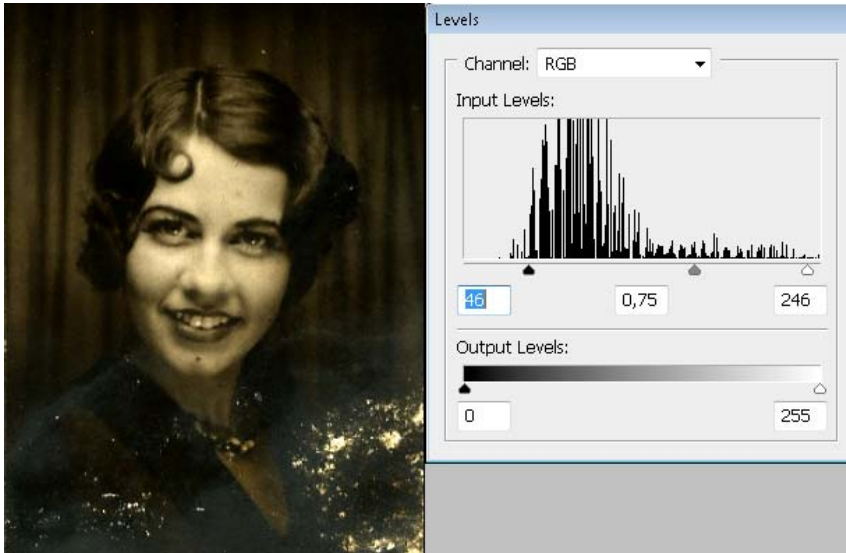 Levels
Channel: RGB
Input Levels:
46 0,75 246
Output Levels:
0 255